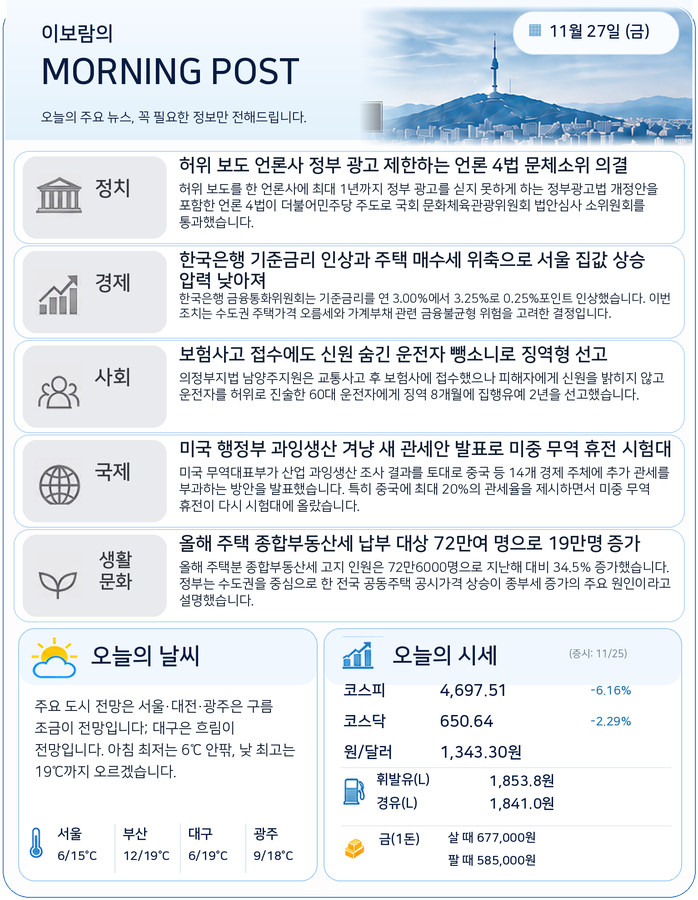 이보람의
MORNING POST
오늘의 주요 뉴스, 꼭 필요한 정보만 전해드립니다.
11월 27일 (금)
정치
허위 보도 언론사 정부 광고 제한하는 언론 4법 문체소위 의결
허위 보도를 한 언론사에 최대 1년까지 정부 광고를 싣지 못하게 하는 정부광고법 개정안을
포함한 언론 4법이 더불어민주당 주도로 국회 문화체육관광위원회 법안심사 소위원회를
통과했습니다.
경제
한국은행 기준금리 인상과 주택 매수세 위축으로 서울 집값 상승
압력 낮아져
한국은행 금융통화위원회는 기준금리를 연 3.00%에서 3.25%로 0.25%포인트 인상했습니다. 이번
조치는 수도권 주택가격 오름세와 가계부채 관련 금융불균형 위험을 고려한 결정입니다.
사회
보험사고 접수에도 신원 숨긴 운전자 뺑소니로 징역형 선고
의정부지법 남양주지원은 교통사고 후 보험사에 접수했으나 피해자에게 신원을 밝히지 않고
운전자를 허위로 진술한 60대 운전자에게 징역 8개월에 집행유예 2년을 선고했습니다.
국제
미국 행정부 과잉생산 겨냥 새 관세안 발표로 미중 무역 휴전 시험대
미국 무역대표부가 산업 과잉생산 조사 결과를 토대로 중국 등 14개 경제 주체에 추가 관세를
부과하는 방안을 발표했습니다. 특히 중국에 최대 20%의 관세율을 제시하면서 미중 무역
휴전이 다시 시험대에 올랐습니다.
생활
문화
올해 주택 종합부동산세 납부 대상 72만여 명으로 19만명 증가
올해 주택분 종합부동산세 고지 인원은 72만6000명으로 지난해 대비 34.5% 증가했습니다.
정부는 수도권을 중심으로 한 전국 공동주택 공시가격 상승이 종부세 증가의 주요 원인이라고
설명했습니다.
오늘의 날씨
주요 도시 전망은 서울·대전·광주은 구름
조금이 전망입니다; 대구은 흐림이
전망입니다. 아침 최저는 6℃ 안팎, 낮 최고는
19℃까지 오르겠습니다.
서울
6/15°C
부산
12/19°C
대구
6/19°C
광주
9/18°C
오늘의 시세
(증시: 11/25)
코스피 4,697.51 -6.16%
코스닥 650.64 -2.29%
원/달러 1,343.30원
휘발유(L) 1,853.8원
경유(L) 1,841.0원
금(1돈) 살 때 677,000원
팔 때 585,000원